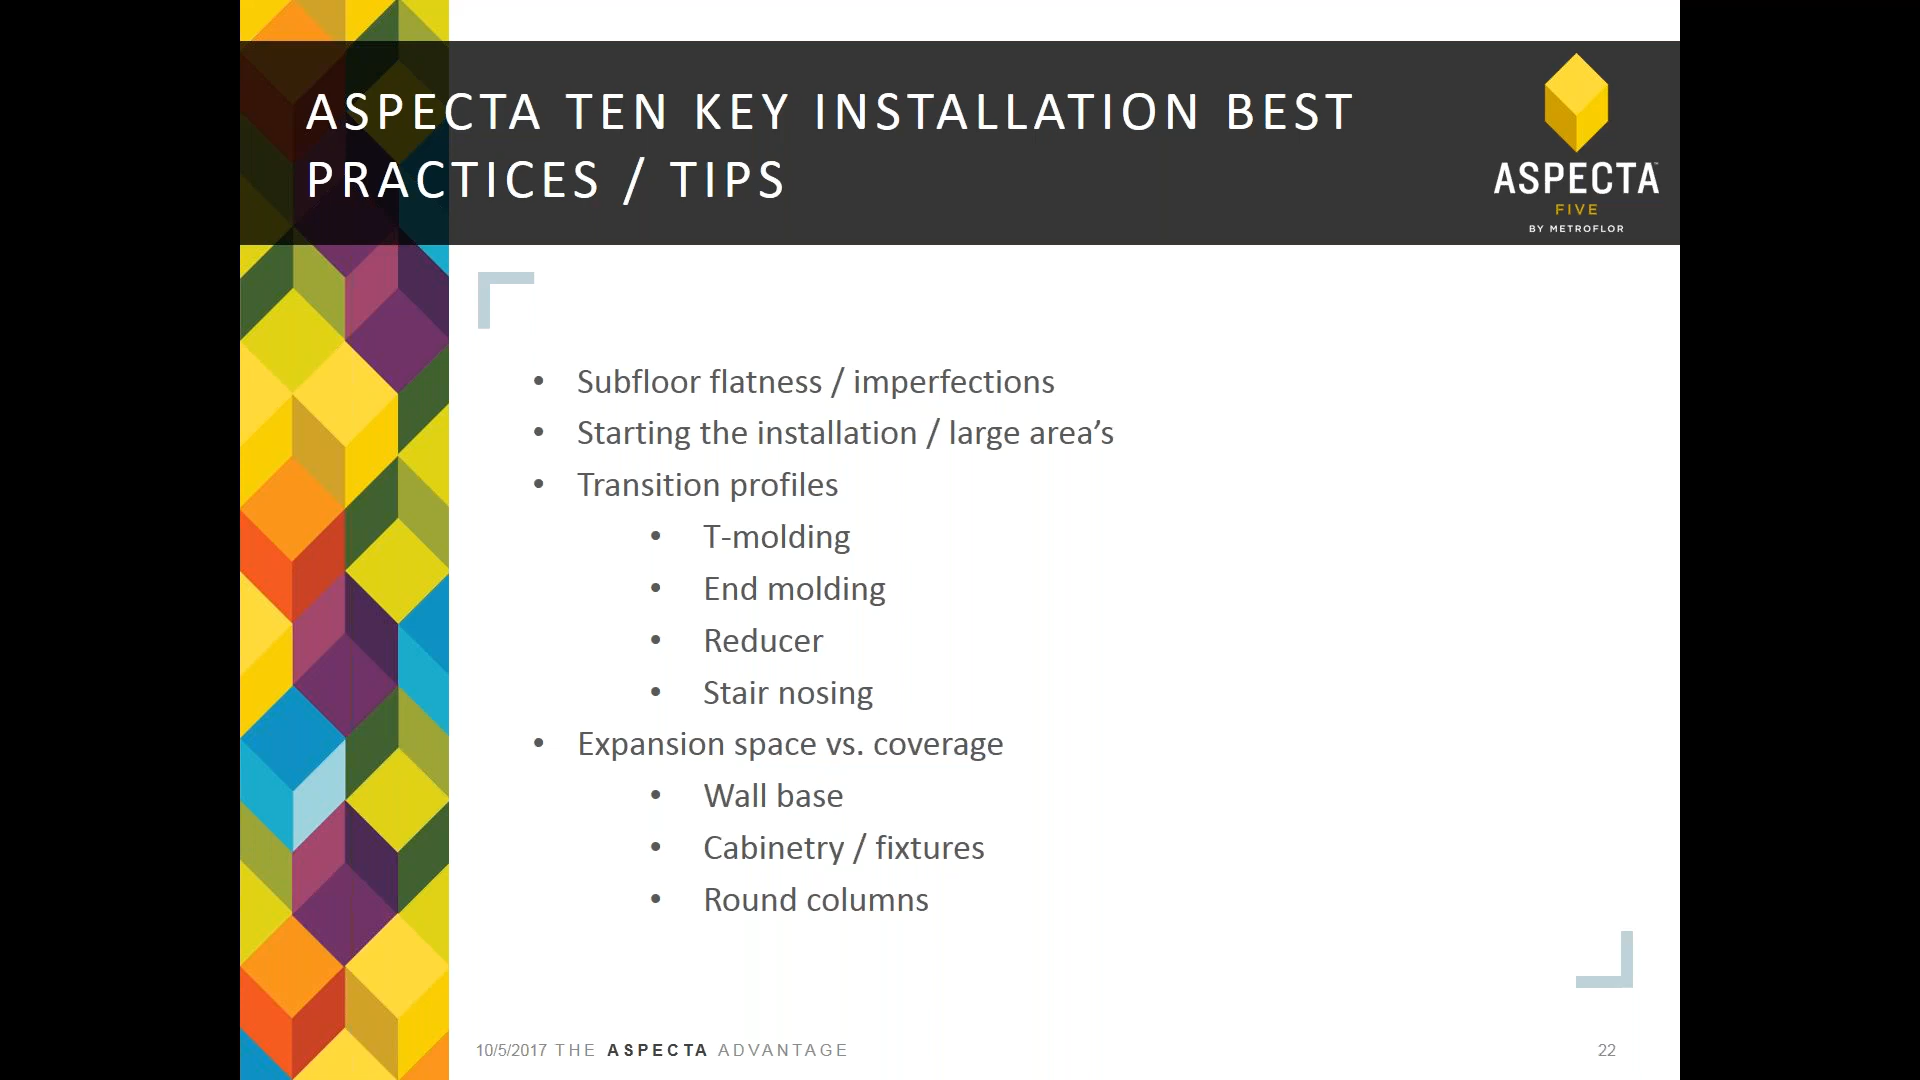 ASPECTA TEN KEY INSTALLATION BEST
PRACTICES / TIPS
ASPECTA™
FIVE
BY METROFLOR
• Subfloor flatness / imperfections
• Starting the installation / large area’s
• Transition profiles
• T-molding
• End molding
• Reducer
• Stair nosing
• Expansion space vs. coverage
• Wall base
• Cabinetry / fixtures
• Round columns
10/5/2017 THE ASPECTA ADVANTAGE
22